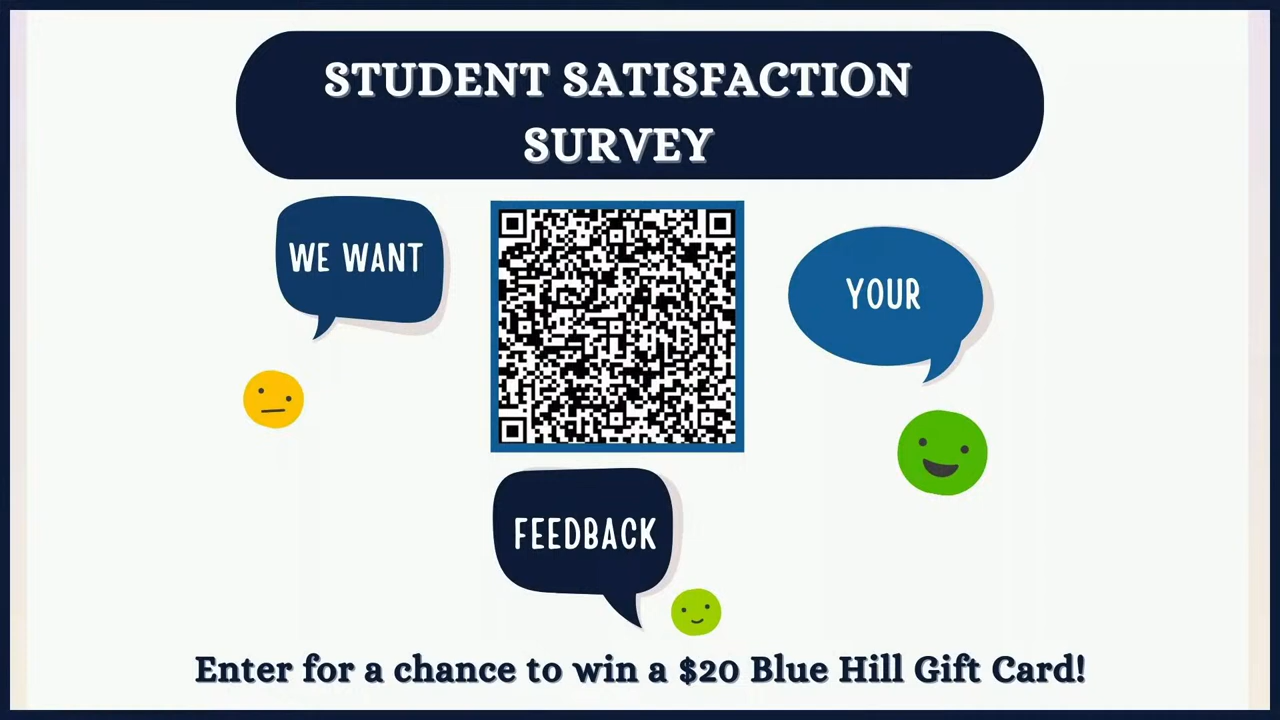 STUDENT SATISFACTION
SURVEY
WE WANT
YOUR
FEEDBACK
Enter for a chance to win a $20 Blue Hill Gift Card!